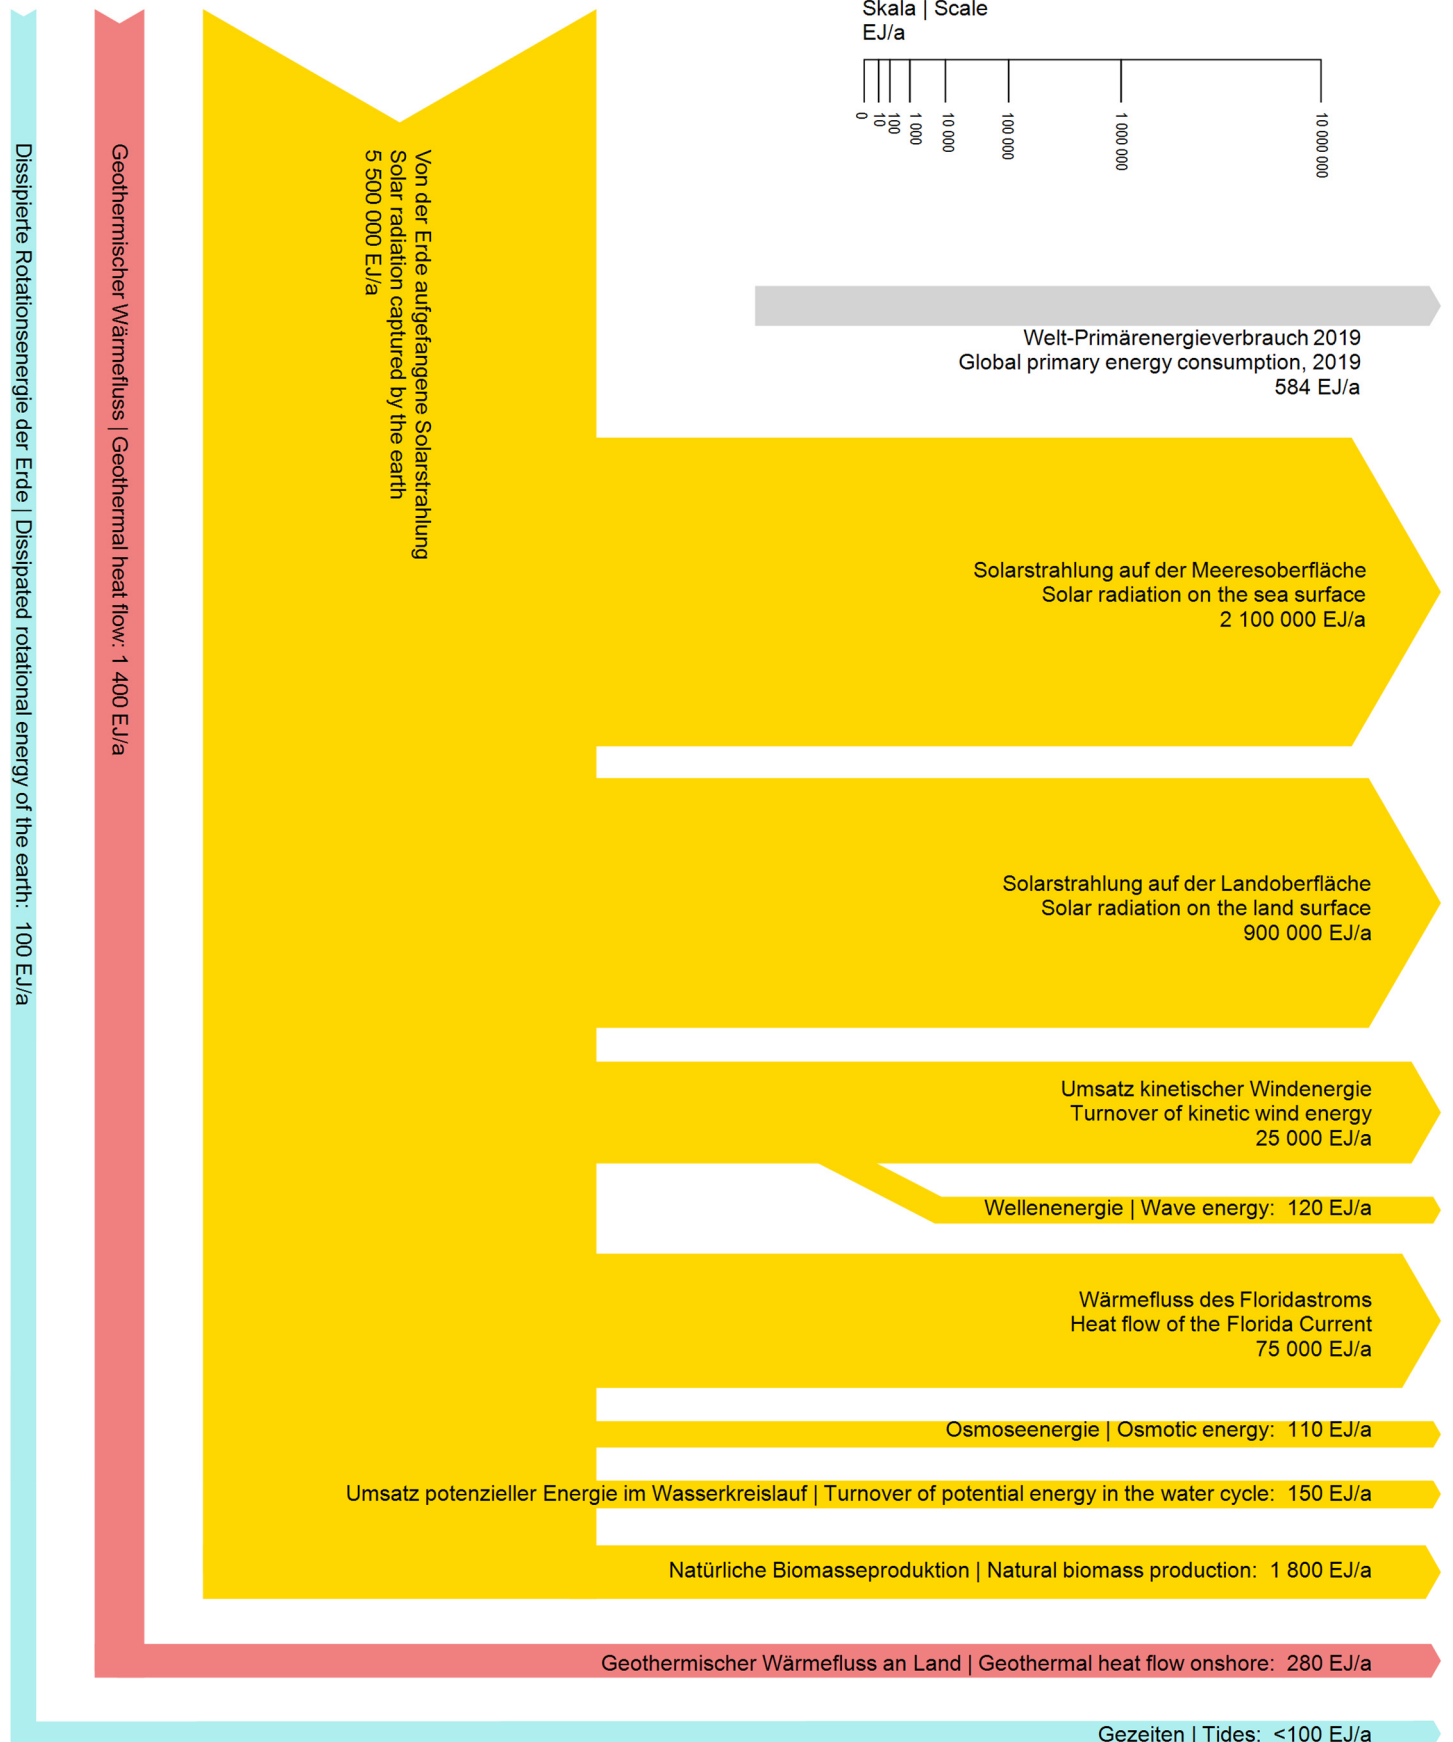 Skala | Scale
EJ/a
0
10
100
1 000
10 000
100 000
1 000 000
10 000 000
Dissipierte Rotationsenergie der Erde | Dissipated rotational energy of the earth: 100 EJ/a
Geothermischer Wärmefluss | Geothermal heat flow: 1 400 EJ/a
Von der Erde aufgefangene Solarstrahlung
Solar radiation captured by the earth
5 500 000 EJ/a
Welt-Primärenergieverbrauch 2019
Global primary energy consumption, 2019
584 EJ/a
Solarstrahlung auf der Meeresoberfläche
Solar radiation on the sea surface
2 100 000 EJ/a
Solarstrahlung auf der Landoberfläche
Solar radiation on the land surface
900 000 EJ/a
Umsatz kinetischer Windenergie
Turnover of kinetic wind energy
25 000 EJ/a
Wellenenergie | Wave energy: 120 EJ/a
Wärmefluss des Floridastroms
Heat flow of the Florida Current
75 000 EJ/a
Osmoseenergie | Osmotic energy: 110 EJ/a
Umsatz potenzieller Energie im Wasserkreislauf | Turnover of potential energy in the water cycle: 150 EJ/a
Natürliche Biomasseproduktion | Natural biomass production: 1 800 EJ/a
Geothermischer Wärmefluss an Land | Geothermal heat flow onshore: 280 EJ/a
Gezeiten | Tides: <100 EJ/a